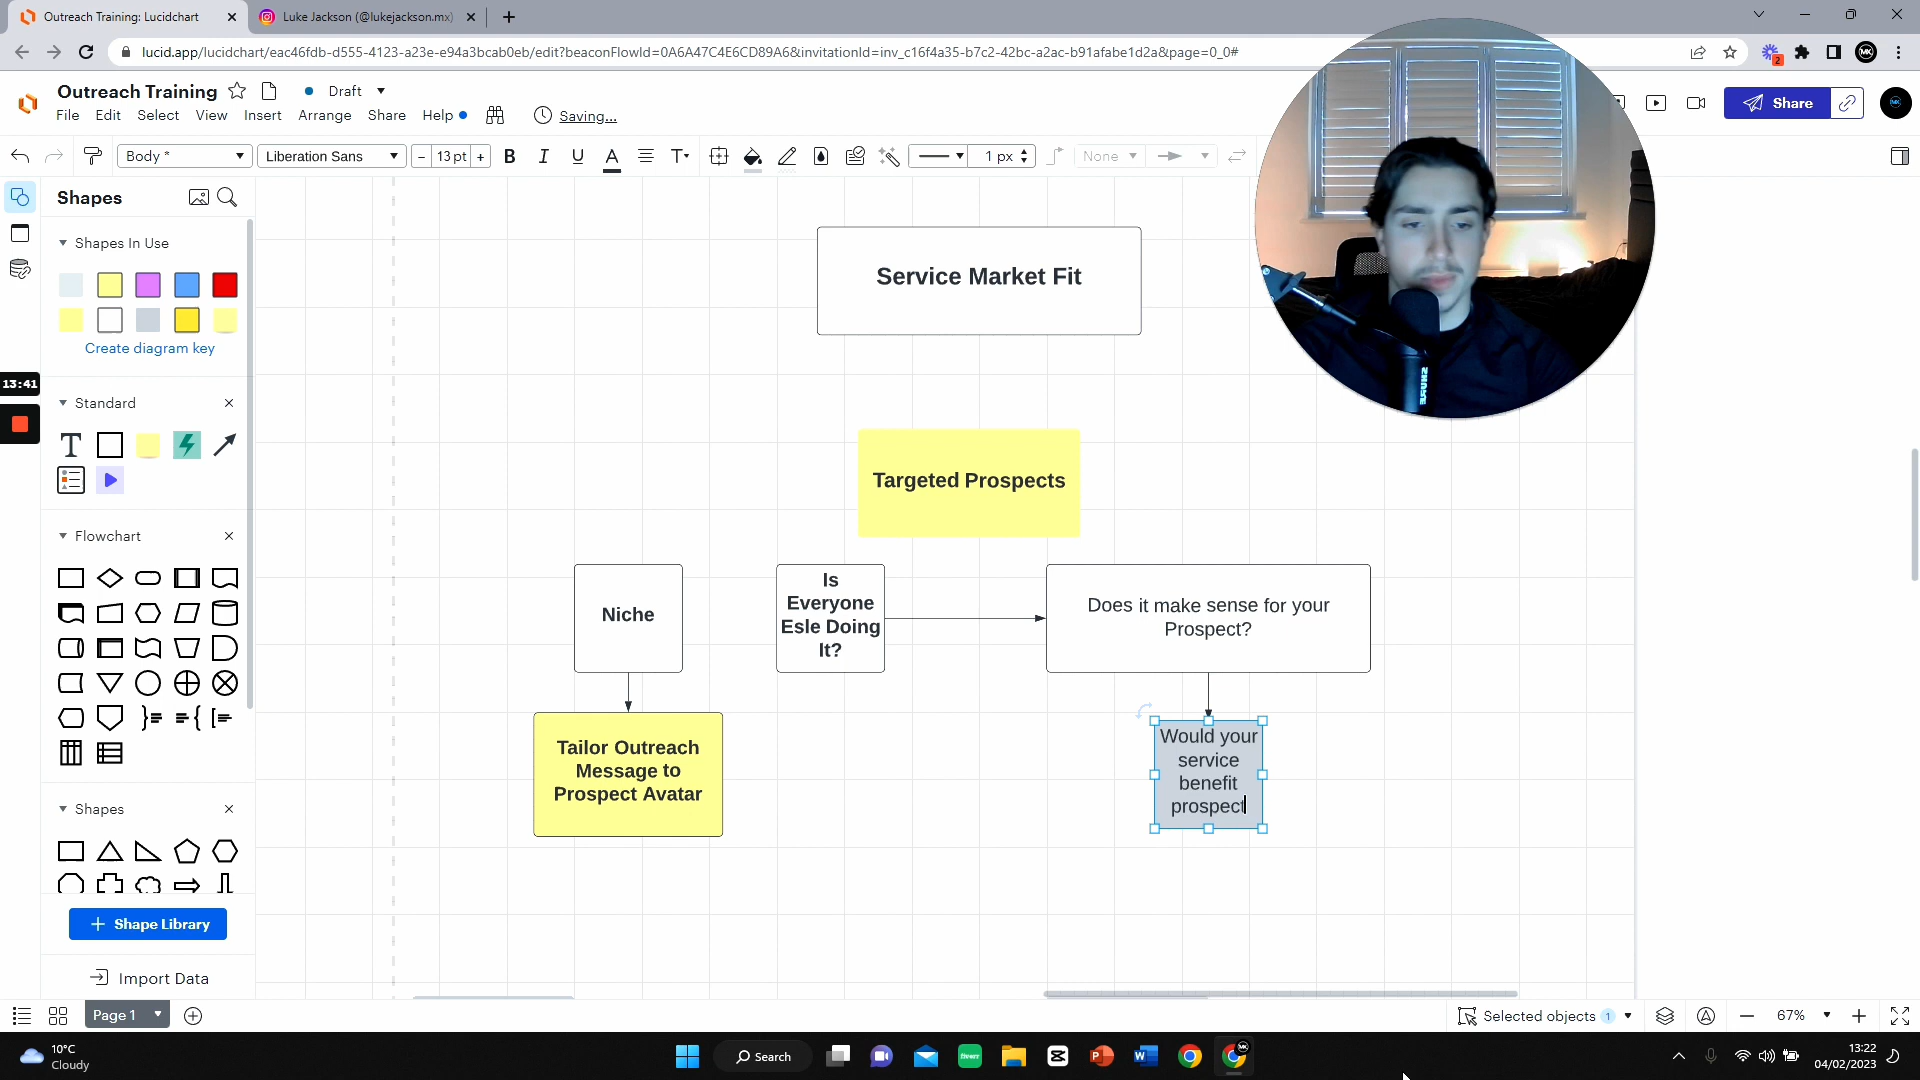 Outreach Training: Lucidchart
Luke Jackson (@lukejackson.mx)
lucid.app/lucidchart/eac46fdb-d555-4123-a23e-e94a3bcab0eb/edit?beaconFlowId=0A6A47C4E6CD89A6&invitationId=inv_c16f4a35-b7c2-42bc-a2ac-b91afabe1d2a&page=0_0#
2
MK
Outreach Training
Draft
File Edit Select View Insert Arrange Share Help
Saving...
Share
Body *
Liberation Sans
13 pt
1 px
None
Shapes
Shapes In Use
Create diagram key
13:41
Standard
Flowchart
Shapes
Shape Library
Import Data
Service Market Fit
Targeted Prospects
Niche
Is
Everyone
Esle Doing
It?
Does it make sense for your
Prospect?
Tailor Outreach
Message to
Prospect Avatar
Would your
service
benefit
prospect
SHURE
Page 1
Selected objects 1
67%
10°C
Cloudy
Search
fiverr
13:22
04/02/2023